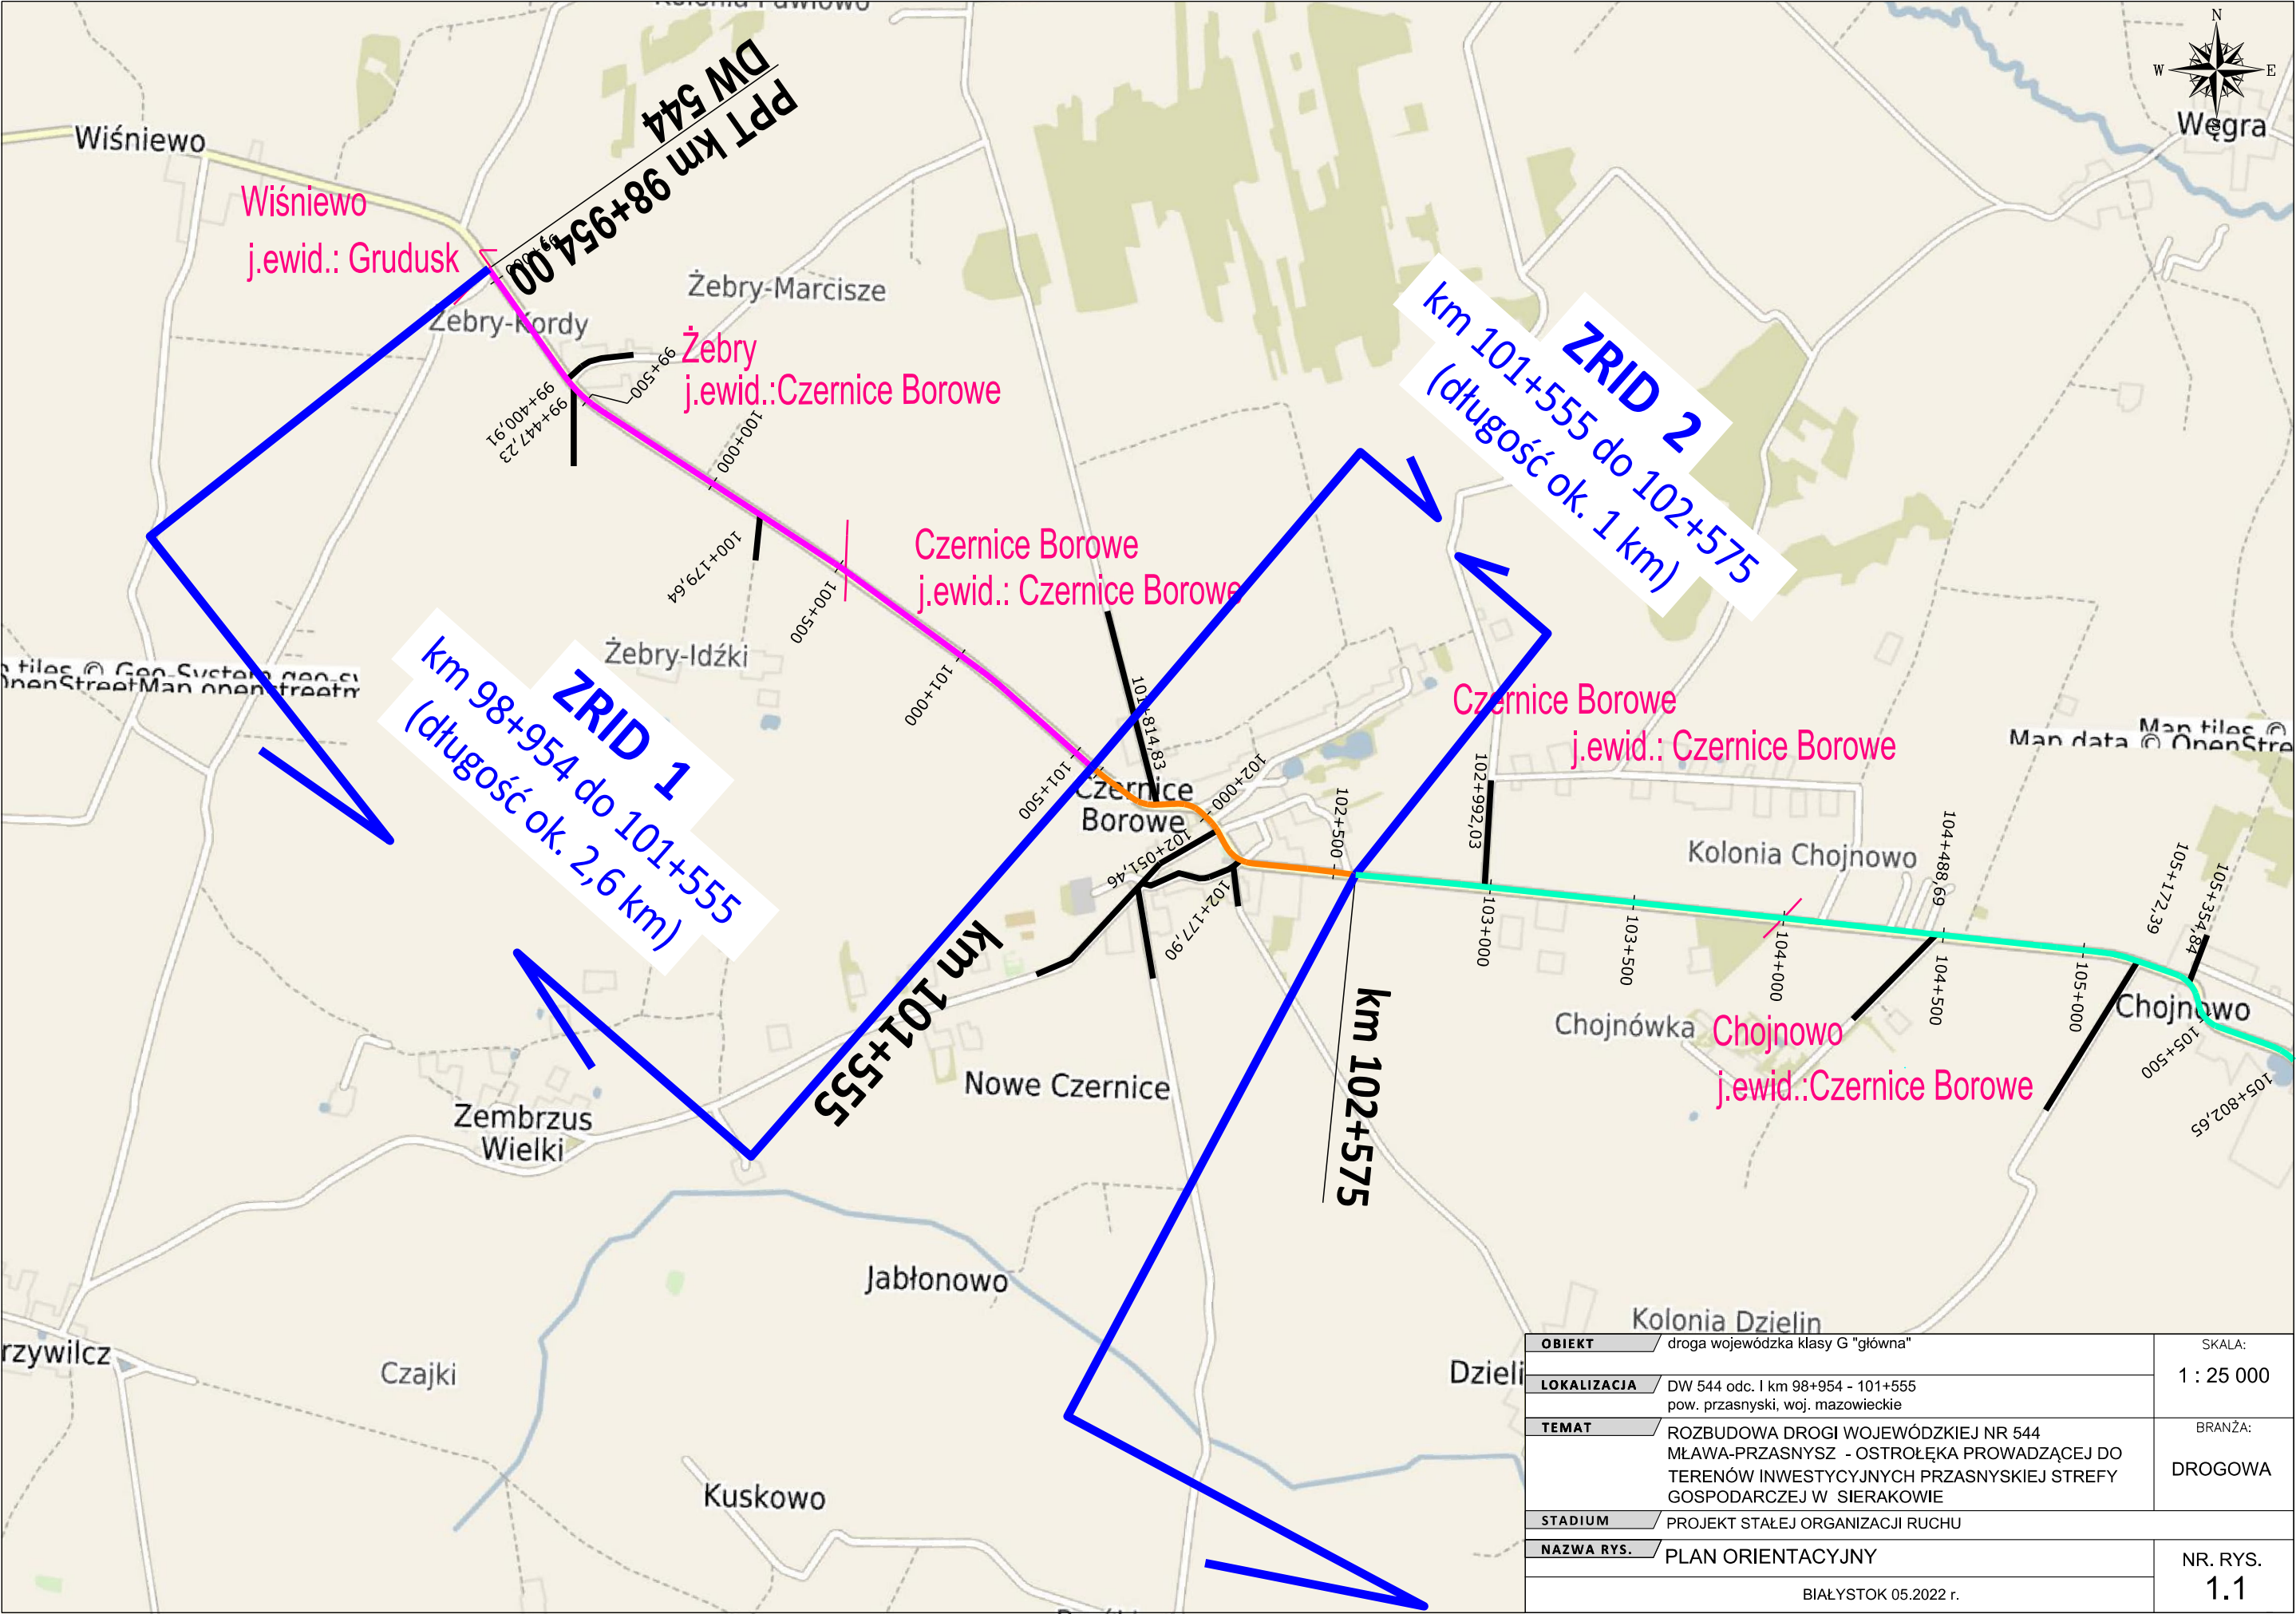 N
W
E
Wiśniewo
Węgra
DW 544
PPT km 98+954,00
Wiśniewo
j.ewid.: Grudusk
Żebry-Kordy
Żebry-Marcisze
Żebry
j.ewid.:Czernice Borowe
99+500
99+400,91
99+447,23
100+000
100+179,64
100+500
Czernice Borowe
j.ewid.: Czernice Borowe
ZRID 2
km 101+555 do 102+575
(długość ok. 1 km)
Żebry-Idźki
ZRID 1
km 98+954 do 101+555
(długość ok. 2,6 km)
101+000
101+500
101+814,83
Czernice
Borowe
102+000
102+051,46
102+177,90
102+500
Czernice Borowe
j.ewid.: Czernice Borowe
Map tiles ©
Map data © OpenStre
102+992,03
103+000
103+500
104+000
Kolonia Chojnowo
104+488,69
104+500
105+000
105+172,39
105+354,84
Chojnowo
105+500
105+802,65
Chojnówka
Chojnowo
j.ewid.:Czernice Borowe
km 101+555
km 102+575
Nowe Czernice
Zembrzus
Wielki
Jabłonowo
rzywilcz
Czajki
Kuskowo
Kolonia Dzielin
Dzieli
OBIEKT droga wojewódzka klasy G "główna"
SKALA:
1 : 25 000
LOKALIZACJA DW 544 odc. I km 98+954 - 101+555
pow. przasnyski, woj. mazowieckie
TEMAT ROZBUDOWA DROGI WOJEWÓDZKIEJ NR 544
MŁAWA-PRZASNYSZ - OSTROŁĘKA PROWADZĄCEJ DO
TERENÓW INWESTYCYJNYCH PRZASNYSKIEJ STREFY
GOSPODARCZEJ W SIERAKOWIE
BRANŻA:
DROGOWA
STADIUM PROJEKT STAŁEJ ORGANIZACJI RUCHU
NAZWA RYS. PLAN ORIENTACYJNY
NR. RYS.
1.1
BIAŁYSTOK 05.2022 r.